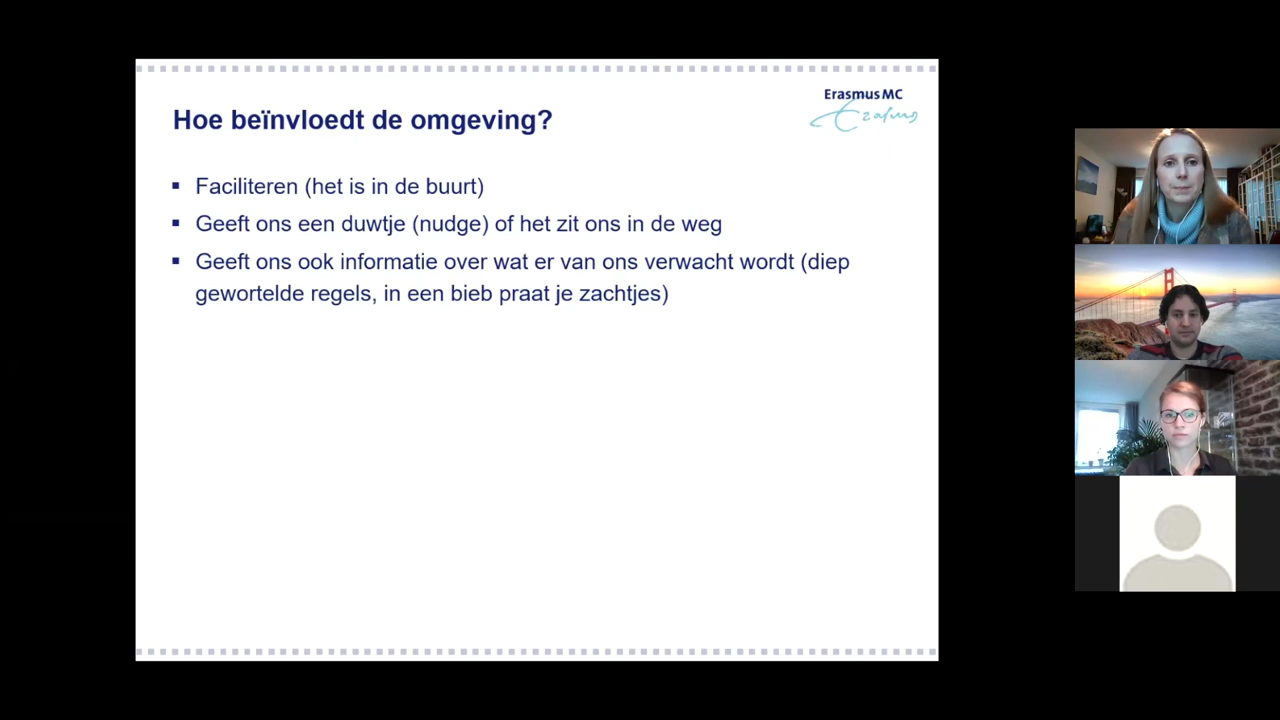 Erasmus MC
Erasmus
Hoe beïnvloedt de omgeving?
▪ Faciliteren (het is in de buurt)
▪ Geeft ons een duwtje (nudge) of het zit ons in de weg
▪ Geeft ons ook informatie over wat er van ons verwacht wordt (diep
gewortelde regels, in een bieb praat je zachtjes)